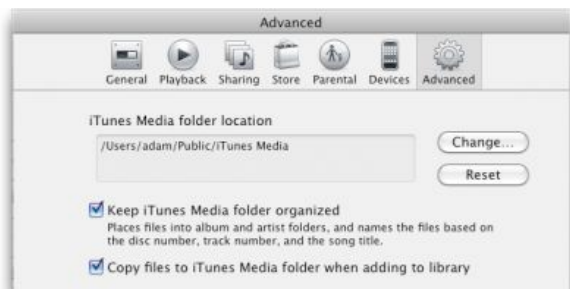 Advanced
General Playback Sharing Store Parental Devices Advanced
iTunes Media folder location
/Users/adam/Public/iTunes Media
Change...
Reset
Keep iTunes Media folder organized
Places files into album and artist folders, and names the files based on
the disc number, track number, and the song title.
Copy files to iTunes Media folder when adding to library